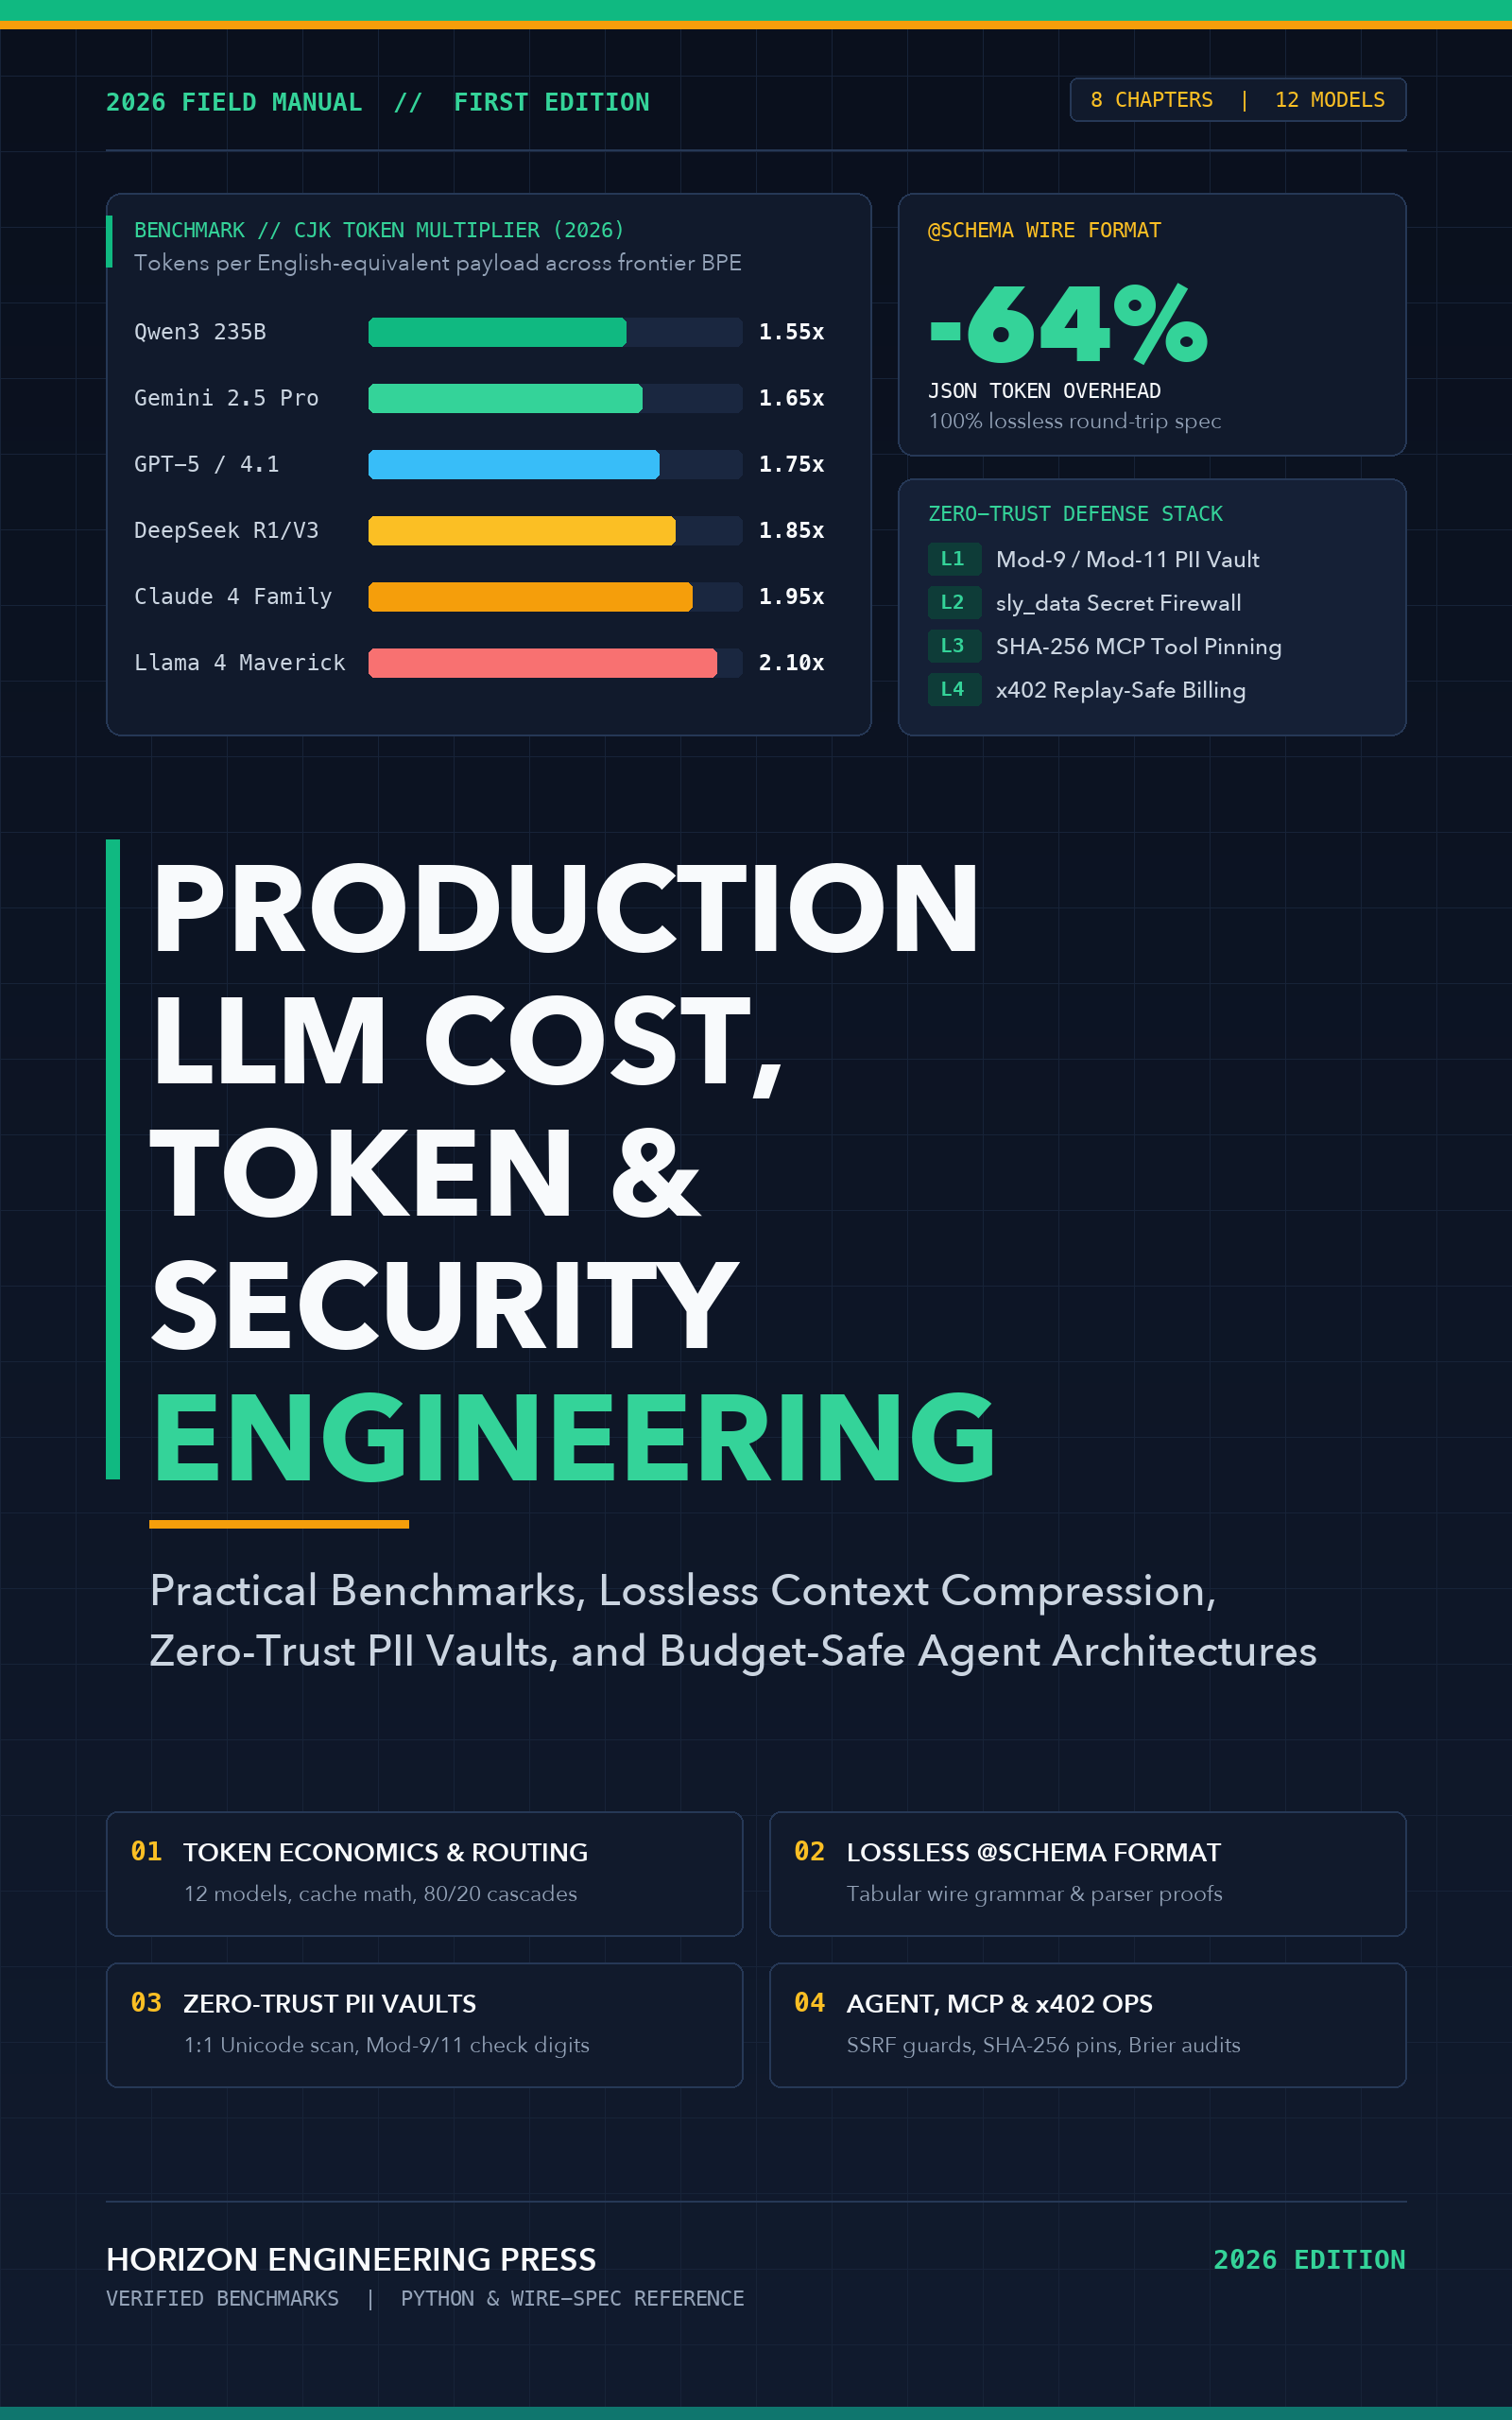 2026 FIELD MANUAL // FIRST EDITION
8 CHAPTERS | 12 MODELS
BENCHMARK // CJK TOKEN MULTIPLIER (2026)
Tokens per English-equivalent payload across frontier BPE
Qwen3 235B 1.55x
Gemini 2.5 Pro 1.65x
GPT-5 / 4.1 1.75x
DeepSeek R1/V3 1.85x
Claude 4 Family 1.95x
Llama 4 Maverick 2.10x
@SCHEMA WIRE FORMAT
-64%
JSON TOKEN OVERHEAD
100% lossless round-trip spec
ZERO-TRUST DEFENSE STACK
L1 Mod-9 / Mod-11 PII Vault
L2 sly_data Secret Firewall
L3 SHA-256 MCP Tool Pinning
L4 x402 Replay-Safe Billing
PRODUCTION
LLM COST,
TOKEN &
SECURITY
ENGINEERING
Practical Benchmarks, Lossless Context Compression,
Zero-Trust PII Vaults, and Budget-Safe Agent Architectures
01 TOKEN ECONOMICS & ROUTING
12 models, cache math, 80/20 cascades
02 LOSSLESS @SCHEMA FORMAT
Tabular wire grammar & parser proofs
03 ZERO-TRUST PII VAULTS
1:1 Unicode scan, Mod-9/11 check digits
04 AGENT, MCP & x402 OPS
SSRF guards, SHA-256 pins, Brier audits
HORIZON ENGINEERING PRESS
VERIFIED BENCHMARKS | PYTHON & WIRE-SPEC REFERENCE
2026 EDITION